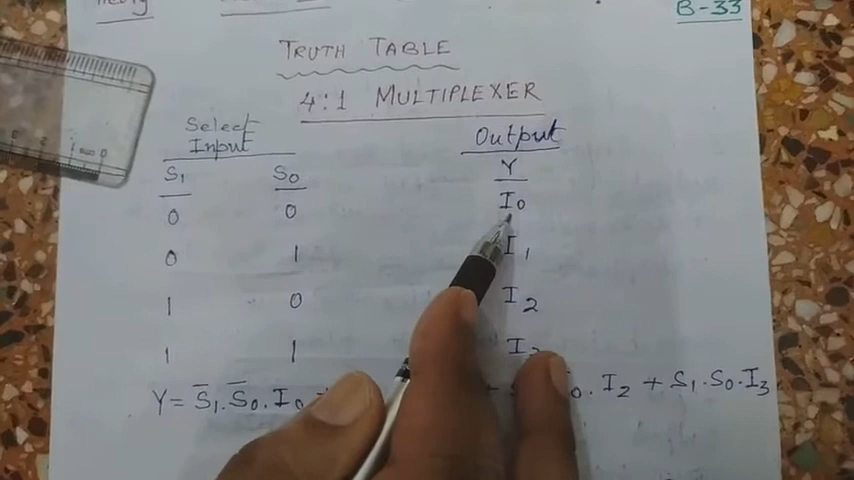 B-33
TRUTH TABLE
4:1 MULTIPLEXER
Select Output
Input
S1 S0 Y
0 0 I0
0 1 I1
1 0 I2
1 1 I3
Y = S̅1.S̅0.I0 + . I2 + S1.S0.I3